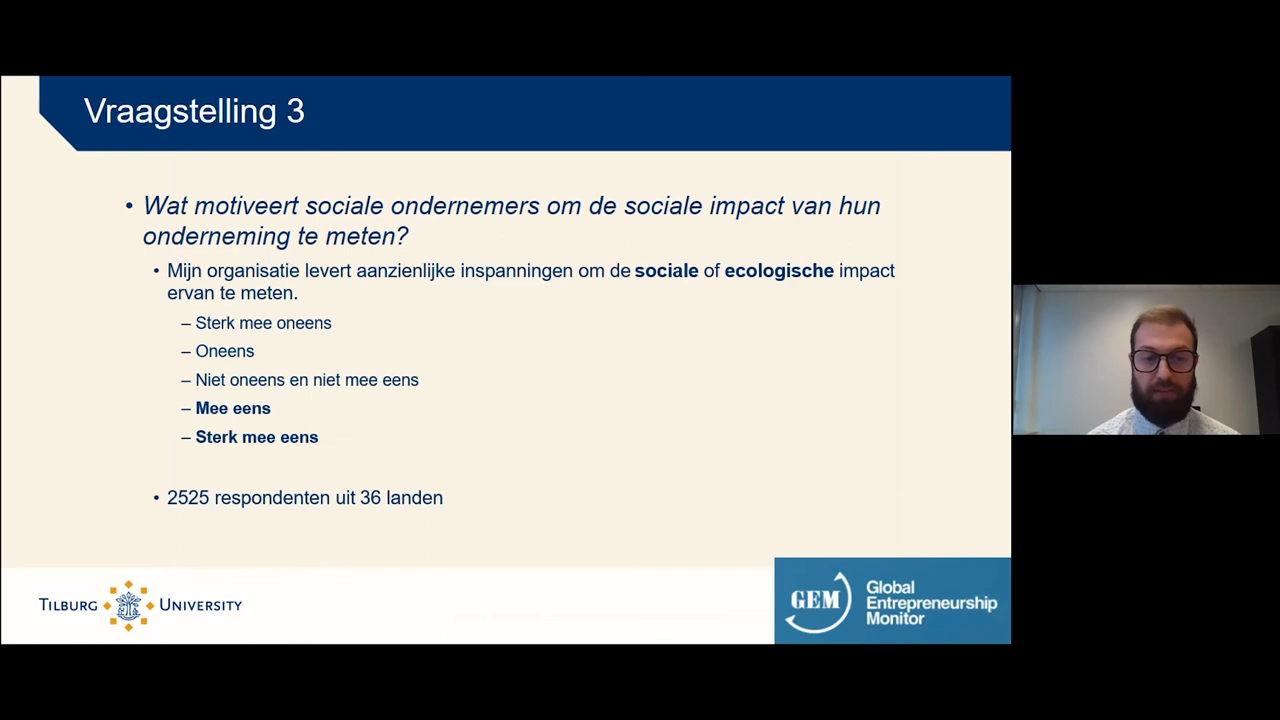 Vraagstelling 3
• Wat motiveert sociale ondernemers om de sociale impact van hun
onderneming te meten?
• Mijn organisatie levert aanzienlijke inspanningen om de sociale of ecologische impact
ervan te meten.
– Sterk mee oneens
– Oneens
– Niet oneens en niet mee eens
– Mee eens
– Sterk mee eens
• 2525 respondenten uit 36 landen
TILBURG UNIVERSITY
GEM
Global
Entrepreneurship
Monitor